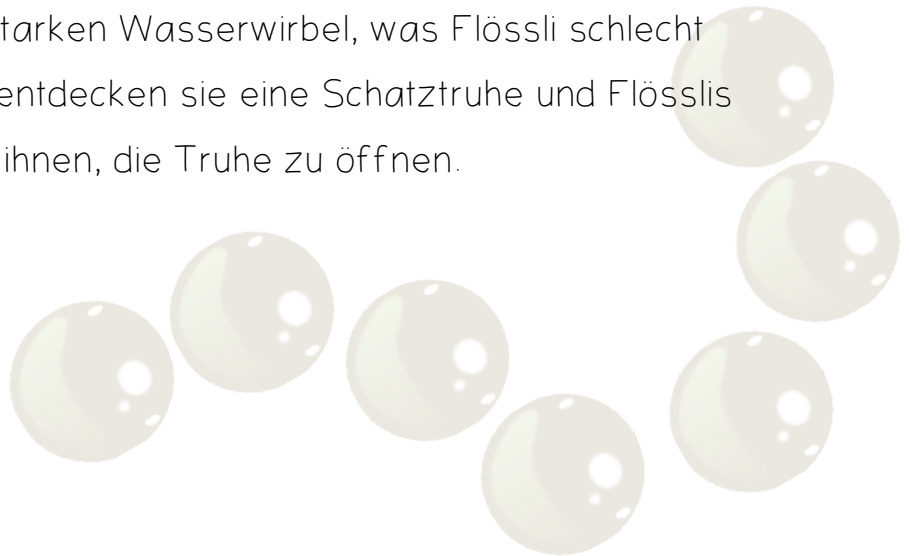 tarken Wasserwirbel, was Flössli schlecht
entdecken sie eine Schatztruhe und Flösslis
ihnen, die Truhe zu öffnen.